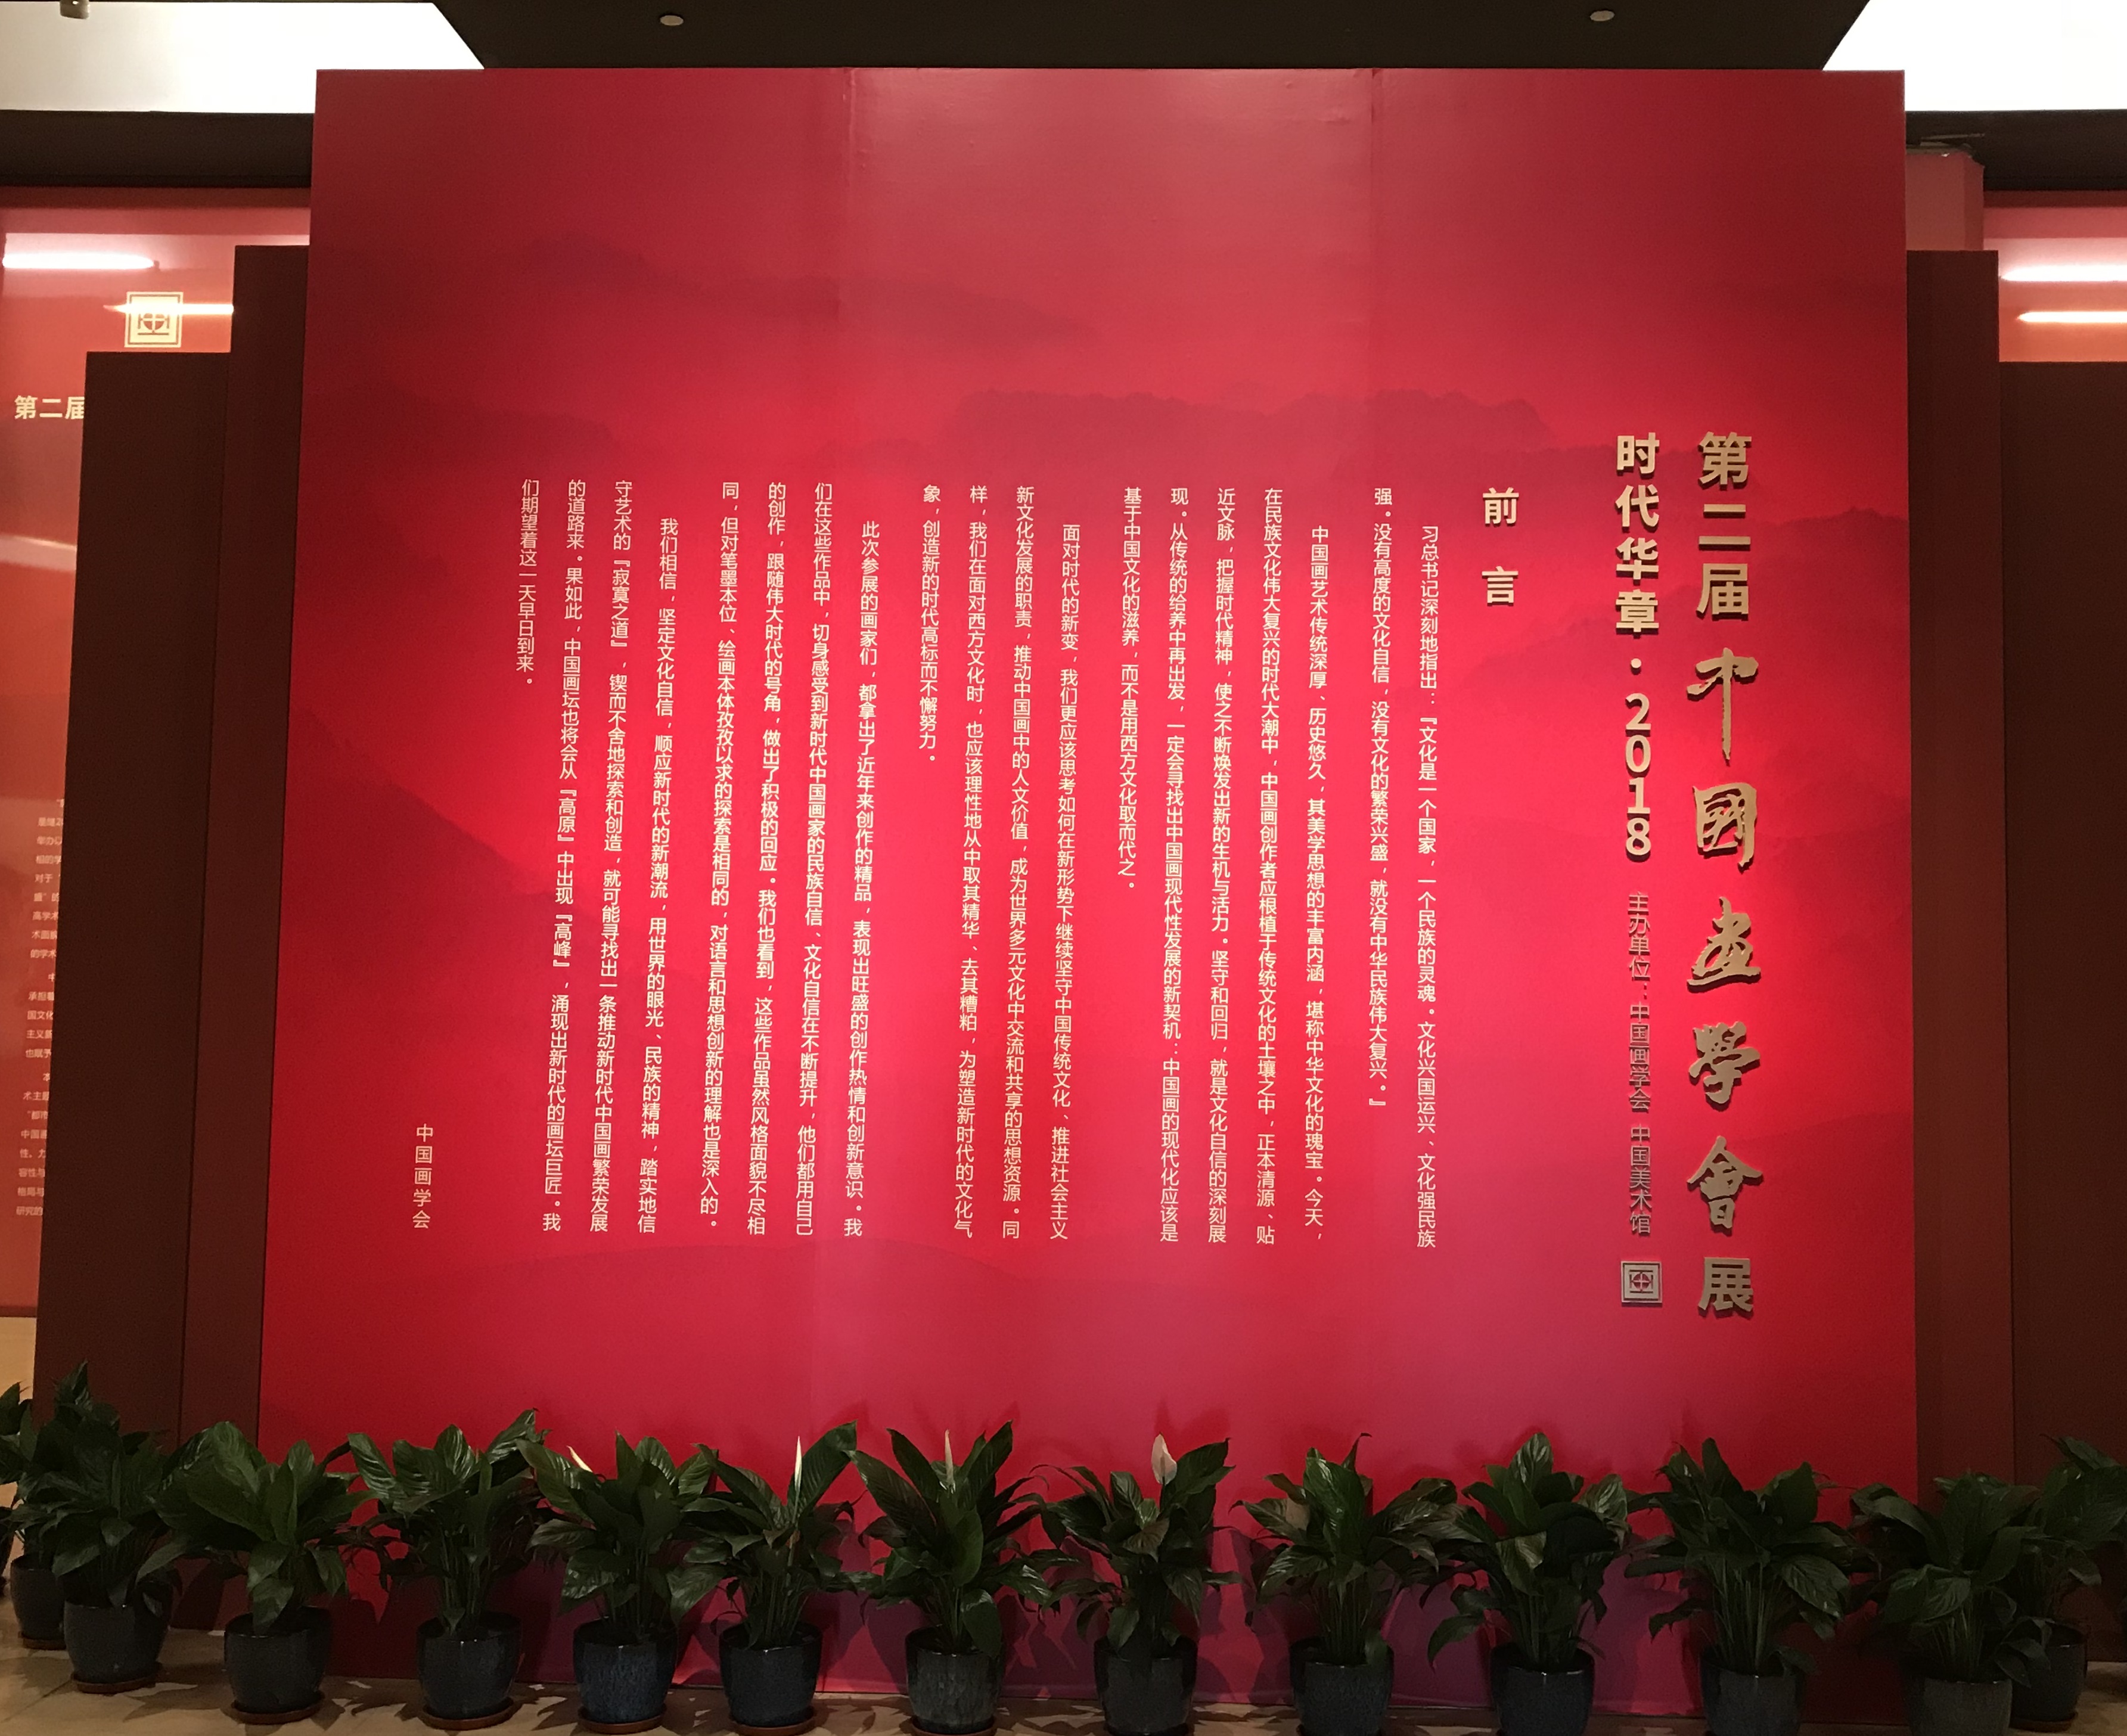 第二届中國畫學會展
时代华章·2018 主办单位：中国画学会 中国美术馆
前言
习总书记深刻地指出：『文化是一个国家，一个民族的灵魂。文化兴国运兴、文化强民族
强。没有高度的文化自信，没有文化的繁荣兴盛，就没有中华民族伟大复兴。』
中国画艺术传统深厚、历史悠久，其美学思想的丰富内涵，堪称中华文化的瑰宝。今天，
在民族文化伟大复兴的时代大潮中，中国画创作者应根植于传统文化的土壤之中，正本清源、贴
近文脉，把握时代精神，使之不断焕发出新的生机与活力。坚守和回归，就是文化自信的深刻展
现。从传统的给养中再出发，一定会寻找出中国画现代性发展的新契机：中国画的现代化应该是
基于中国文化的滋养，而不是用西方文化取而代之。
面对时代的新变，我们更应该思考如何在新形势下继续坚守中国传统文化、推进社会主义
新文化发展的职责，推动中国画中的人文价值，成为世界多元文化中交流和共享的思想资源。同
样，我们在面对西方文化时，也应该理性地从中取其精华、去其糟粕，为塑造新时代的文化气
象，创造新的时代高标而不懈努力。
此次参展的画家们，都拿出了近年来创作的精品，表现出旺盛的创作热情和创新意识。我
们在这些作品中，切身感受到新时代中国画家的民族自信、文化自信在不断提升，他们都用自己
的创作，跟随伟大时代的号角，做出了积极的回应。我们也看到，这些作品虽然风格面貌不尽相
同，但对笔墨本位、绘画本体孜孜以求的探索是相同的，对语言和思想创新的理解也是深入的。
我们相信，坚定文化自信，顺应新时代的新潮流，用世界的眼光、民族的精神，踏实地信
守艺术的『寂寞之道』，锲而不舍地探索和创造，就可能寻找出一条推动新时代中国画繁荣发展
的道路来。果如此，中国画坛也将会从『高原』中出现『高峰』，涌现出新时代的画坛巨匠。我
们期望着这一天早日到来。
中国画学会
第二届